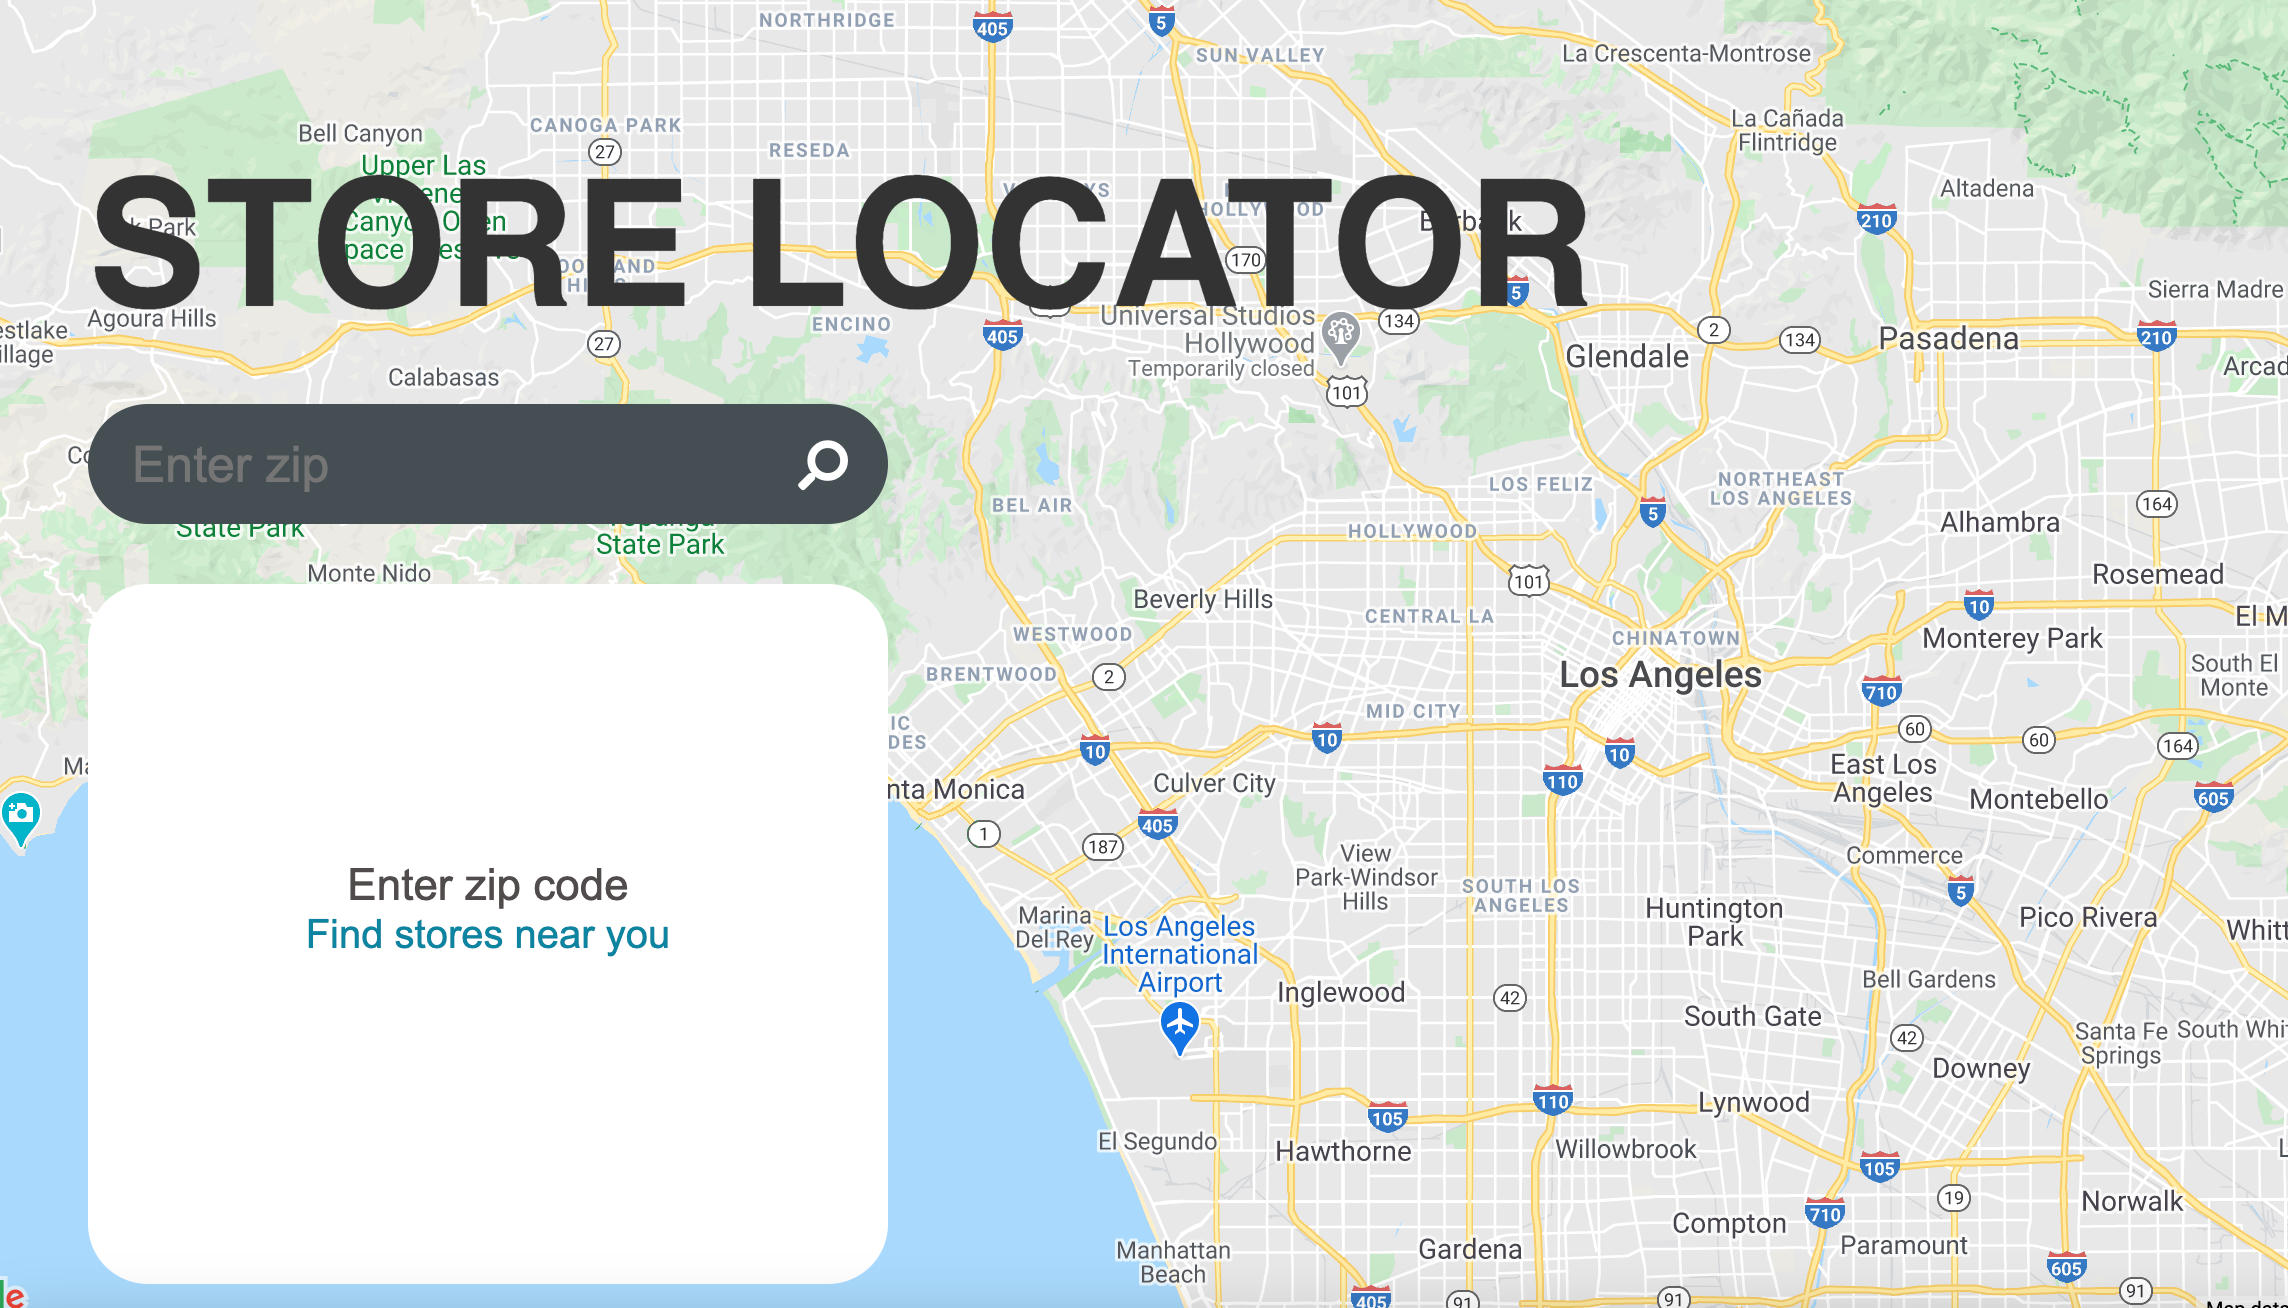 NORTHRIDGE
405
5
SUN VALLEY
La Crescenta-Montrose
La Cañada
Flintridge
Bell Canyon
CANOGA PARK
27
RESEDA
Upper Las
Altadena
210
STORE LOCATOR
Park
Canyo
170
5
Sierra Madre
Agoura Hills
27
ENCINO
405
Universal Studios
Hollywood
Temporarily closed
134
101
2
134
Glendale
Pasadena
210
Calabasas
Enter zip
State Park
State Park
Monte Nido
BEL AIR
LOS FELIZ
NORTHEAST
LOS ANGELES
5
164
HOLLYWOOD
Alhambra
101
Rosemead
Beverly Hills
CENTRAL LA
10
WESTWOOD
CHINATOWN
Monterey Park
BRENTWOOD
2
Los Angeles
710
South El
Monte
MID CITY
10
10
10
110
60
60
164
East Los
Angeles
Montebello
605
nta Monica
Culver City
1
187
405
Enter zip code
Find stores near you
View
Park-Windsor
Hills
SOUTH LOS
ANGELES
Commerce
5
Huntington
Park
Pico Rivera
Marina
Del Rey
Los Angeles
International
Airport
Bell Gardens
Inglewood
42
South Gate
42
Santa Fe
Springs
Downey
105
110
Lynwood
El Segundo
Hawthorne
Willowbrook
105
19
Norwalk
710
Compton
Paramount
Manhattan
Beach
Gardena
605
405
91
91
91